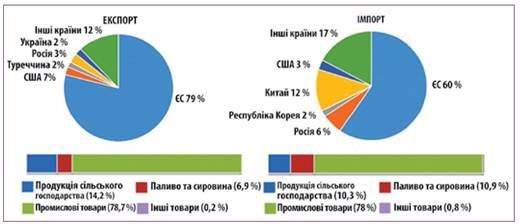 ЕКСПОРТ
Інші країни 12 %
Україна 2 %
Росія 3%
Туреччина 2%
США 7%
ЄС 79 %
Продукція сільського
господарства (14,2 %)
Паливо та сировина (6,9 %)
Промислові товари (78,7 %)
Інші товари (0,2 %)
ІМПОРТ
Інші країни 17 %
США 3 %
Китай 12 %
Республіка Корея 2 %
Росія 6 %
ЄС 60 %
Продукція сільського
господарства (10,3 %)
Паливо та сировина (10,9 %)
Промислові товари (78 %)
Інші товари (0,8 %)